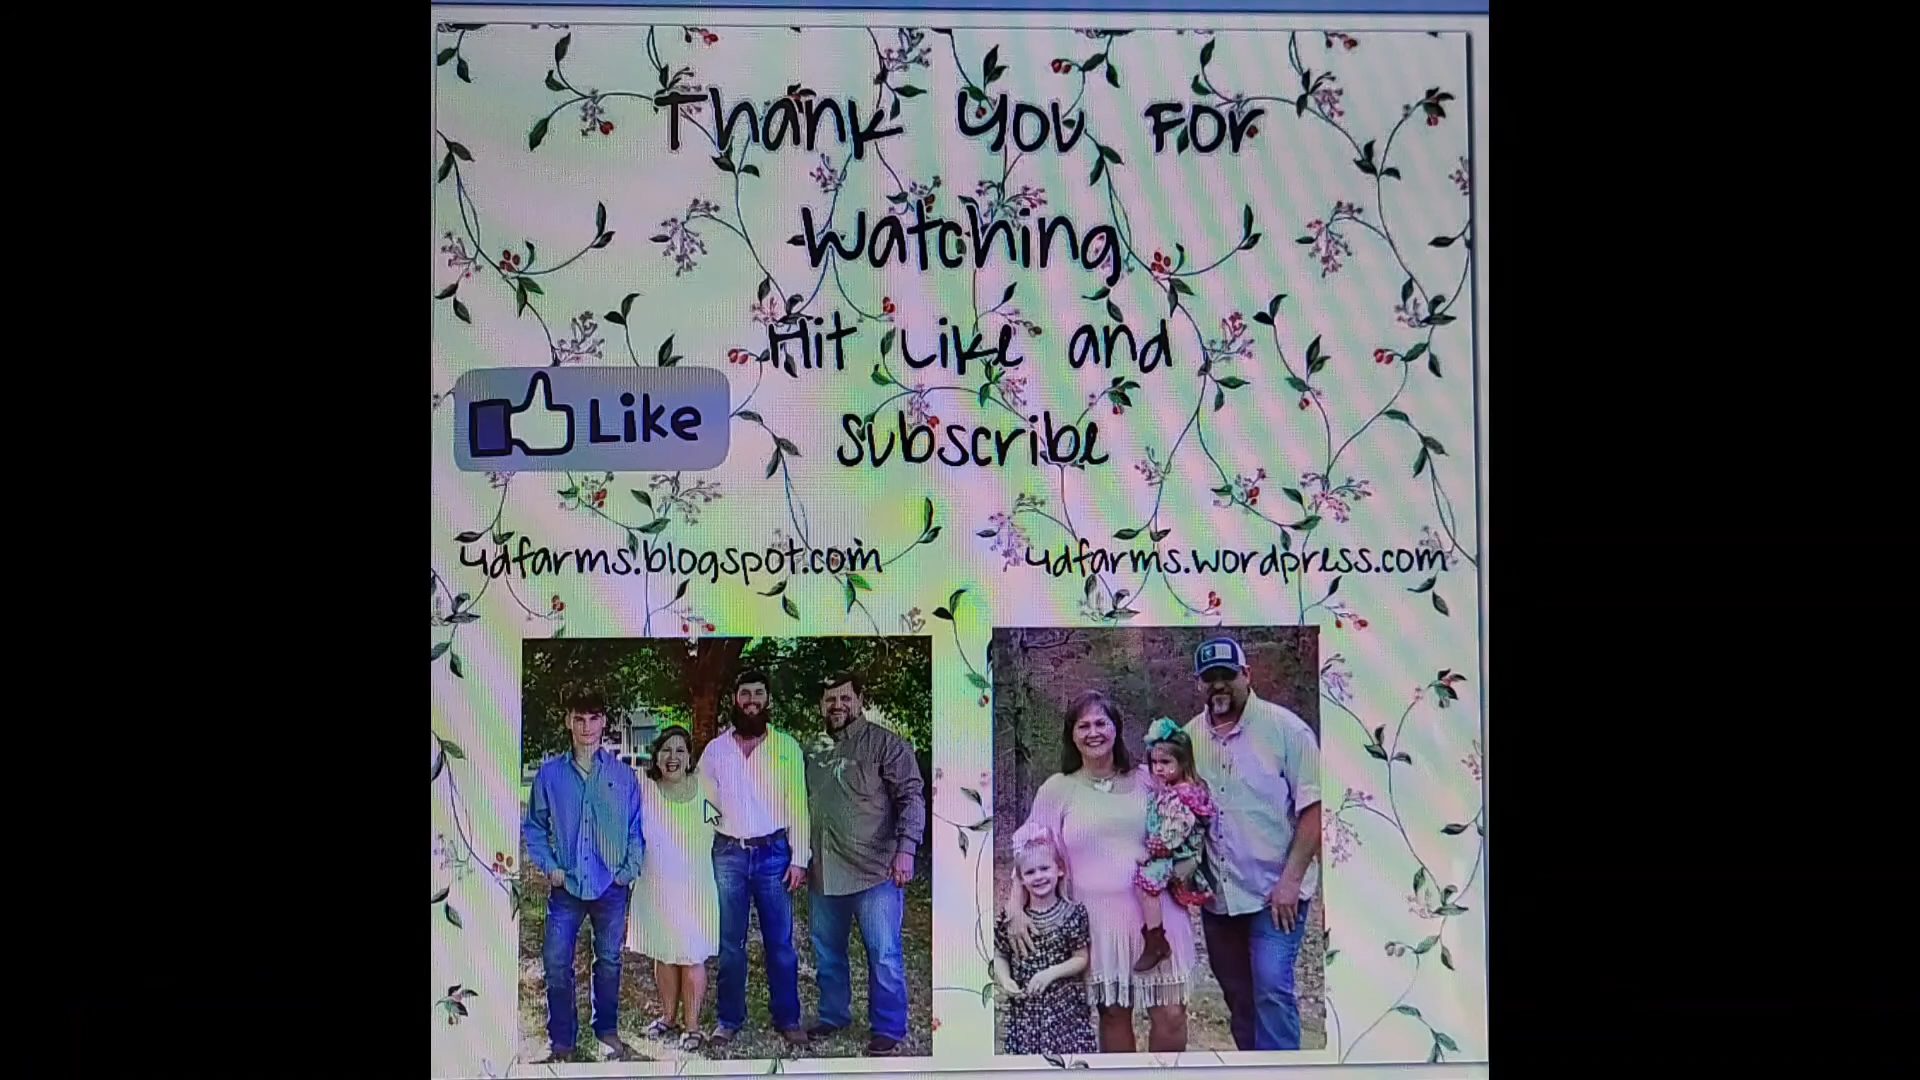 Thank You For
Watching
Hit Like and
Subscribe
Like
4dfarms.blogspot.com
4dfarms.wordpress.com